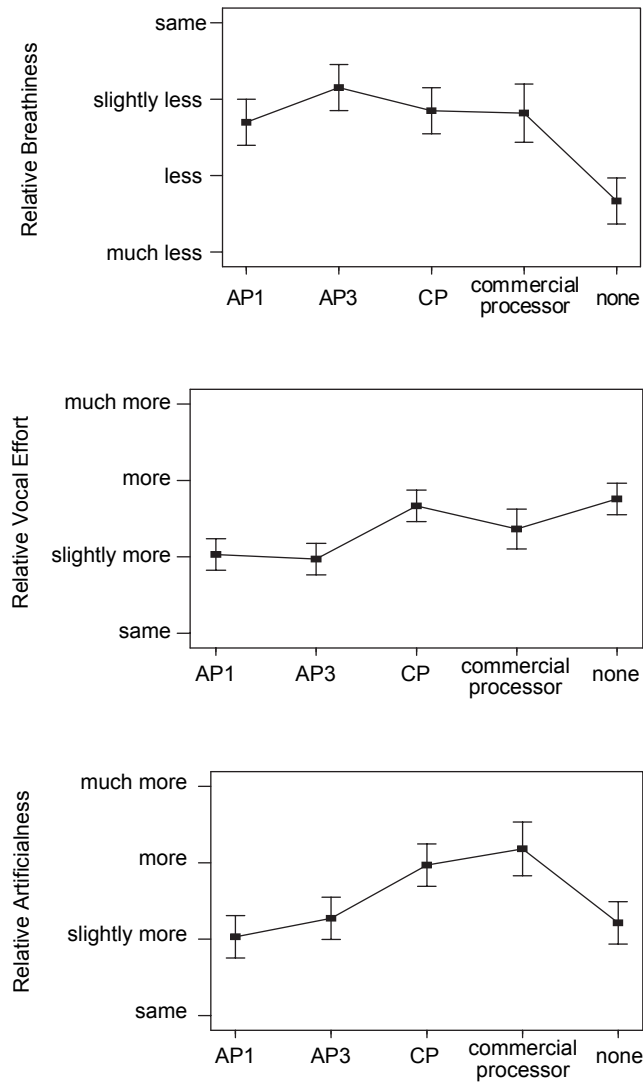 Relative Breathiness
same
slightly less
less
much less
AP1 AP3 CP commercial processor none
Relative Vocal Effort
much more
more
slightly more
same
AP1 AP3 CP commercial processor none
Relative Artificialness
much more
more
slightly more
same
AP1 AP3 CP commercial processor none